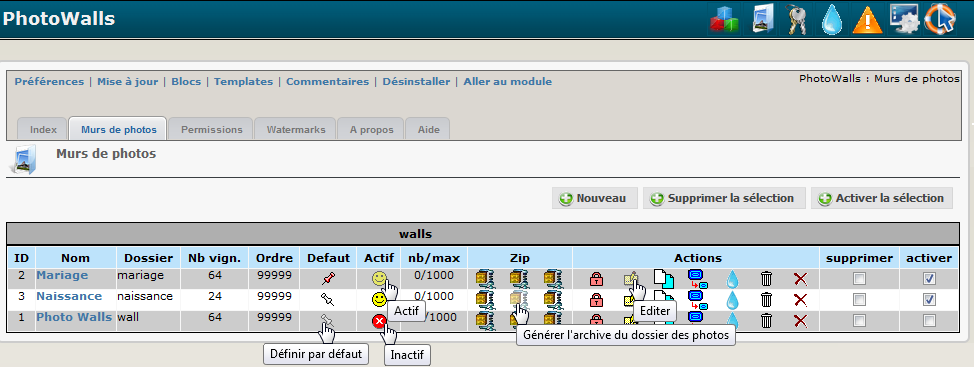 PhotoWalls
Préférences | Mise à jour | Blocs | Templates | Commentaires | Désinstaller | Aller au module
PhotoWalls : Murs de photos
Index Murs de photos Permissions Watermarks A propos Aide
Murs de photos
Nouveau Supprimer la sélection Activer la sélection
walls
ID Nom Dossier Nb vign. Ordre Defaut Actif nb/max Zip Actions supprimer activer
2 Mariage mariage 64 99999 0/1000
3 Naissance naissance 24 99999 0/1000
Actif
Editer
1 Photo Walls wall 64 99999 /1000
Générer l'archive du dossier des photos
Définir par défaut Inactif